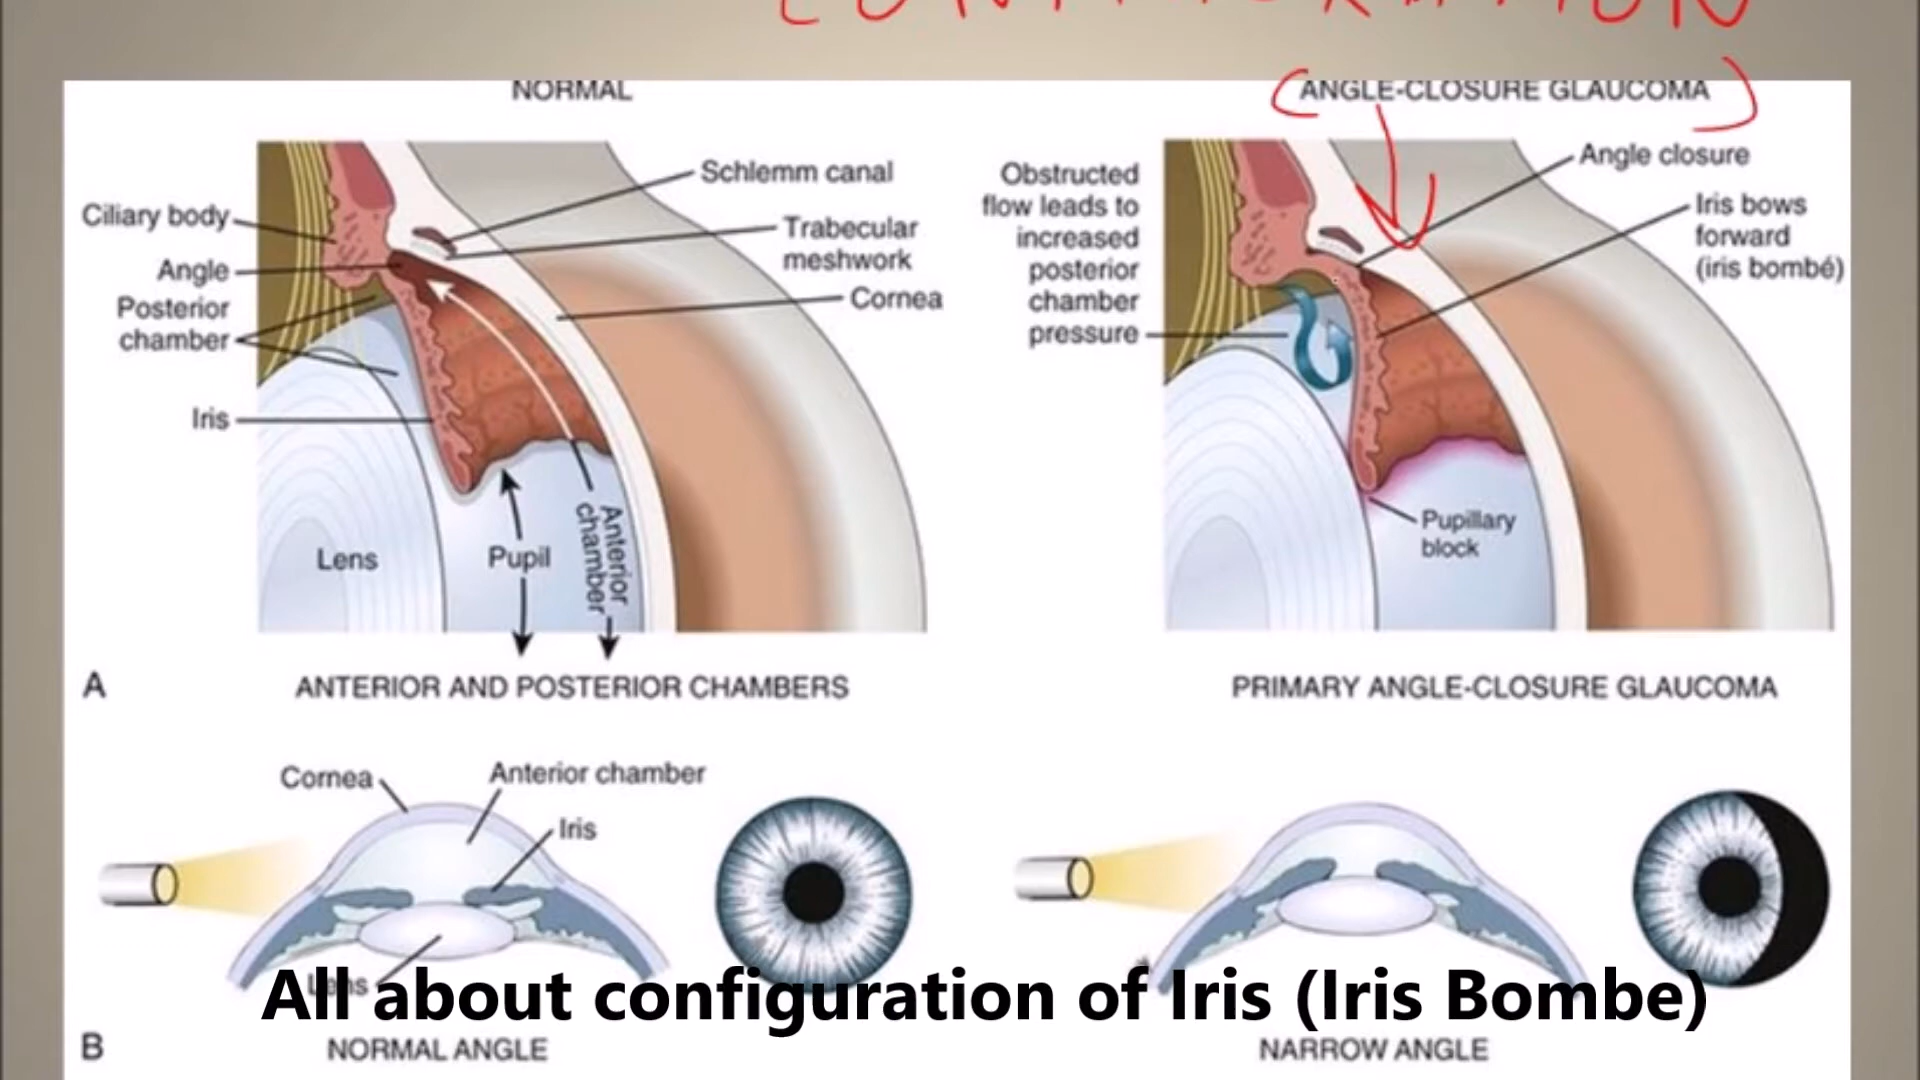 NORMAL
ANGLE-CLOSURE GLAUCOMA
Schlemm canal
Ciliary body
Trabecular
meshwork
Angle
Cornea
Posterior
chamber
Iris
Lens
Pupil
Anterior
chamber
Obstructed
flow leads to
increased
posterior
chamber
pressure
Angle closure
Iris bows
forward
(iris bombé)
Pupillary
block
A
ANTERIOR AND POSTERIOR CHAMBERS
PRIMARY ANGLE-CLOSURE GLAUCOMA
Cornea
Anterior chamber
Iris
Lens
All about configuration of Iris (Iris Bombe)
B
NORMAL ANGLE
NARROW ANGLE